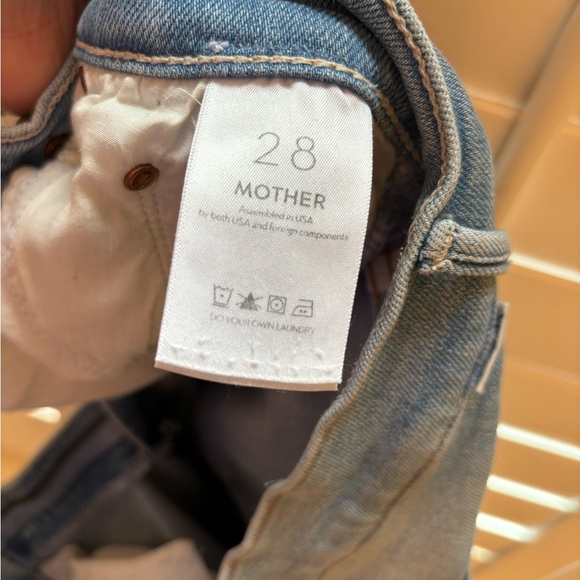 28
MOTHER
Assembled in USA
by both USA and foreign components
DO YOUR OWN LAUNDRY